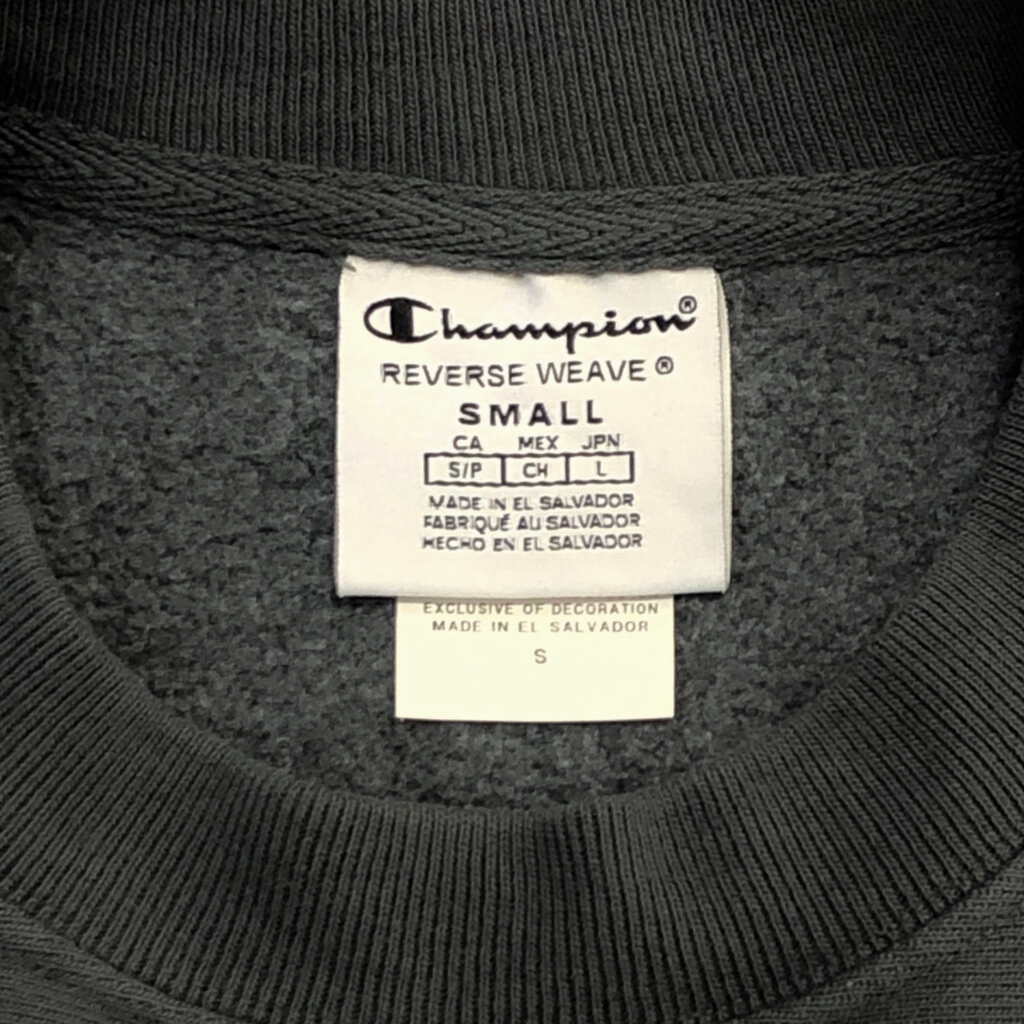 Champion®
REVERSE WEAVE®
SMALL
CA MEX JPN
S/P CH L
MADE IN EL SALVADOR
FABRIQUÉ AU SALVADOR
HECHO EN EL SALVADOR
EXCLUSIVE OF DECORATION
MADE IN EL SALVADOR
S